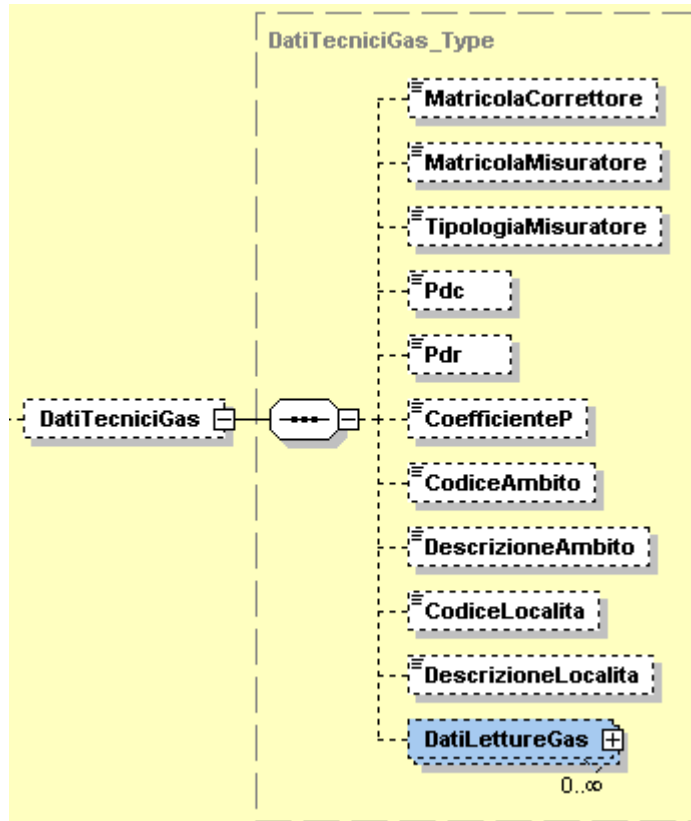 DatiTecniciGas_Type
MatricolaCorrettore
MatricolaMisuratore
TipologiaMisuratore
Pdc
Pdr
DatiTecniciGas
CoefficienteP
CodiceAmbito
DescrizioneAmbito
CodiceLocalita
DescrizioneLocalita
DatiLettureGas
0..∞